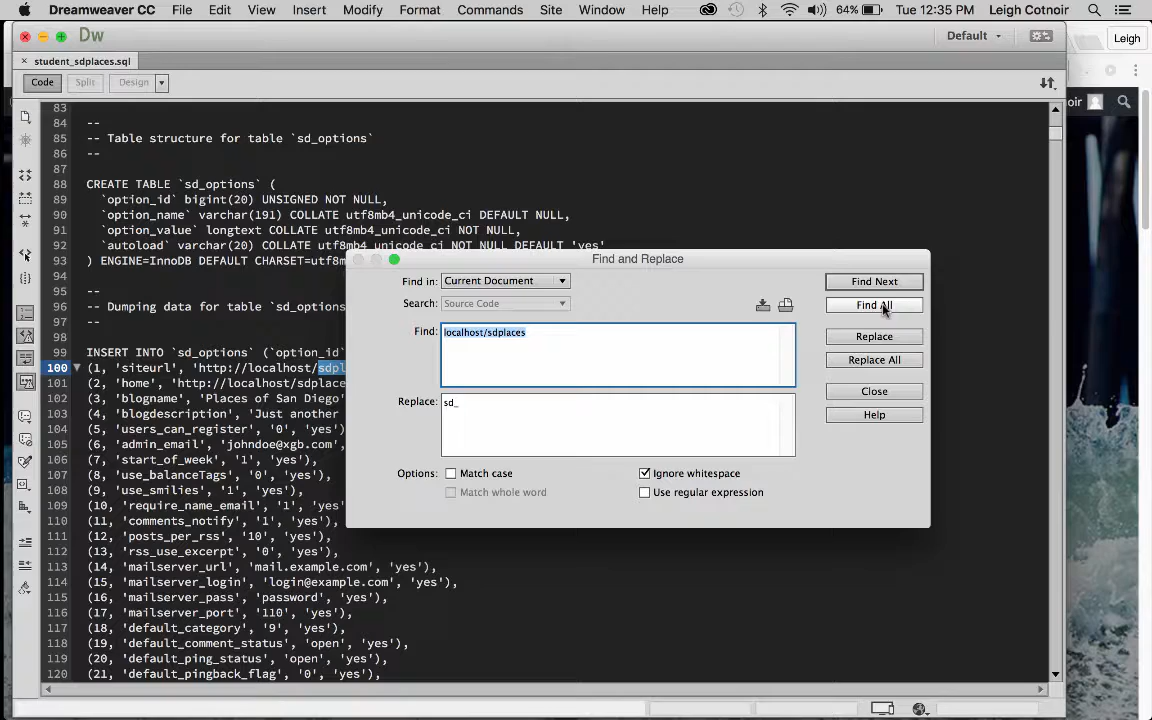 Dreamweaver CC File Edit View Insert Modify Format Commands Site Window Help 64% Tue 12:35 PM Leigh Cotnoir
Dw Default
Leigh
student_sdplaces.sql
Code Split Design
oir
83
84 --
85 -- Table structure for table `sd_options`
86 --
87
88 CREATE TABLE `sd_options` (
89 `option_id` bigint(20) UNSIGNED NOT NULL,
90 `option_name` varchar(191) COLLATE utf8mb4_unicode_ci DEFAULT NULL,
91 `option_value` longtext COLLATE utf8mb4_unicode_ci NOT NULL,
92 `autoload` varchar(20) COLLATE utf8mb4_unicode_ci NOT NULL DEFAULT 'yes'
93 ) ENGINE=InnoDB DEFAULT CHARSET=utf8m
94
95 --
96 -- Dumping data for table `sd_options
97 --
98
99 INSERT INTO `sd_options` (`option_id`
100 (1, 'siteurl', 'http://localhost/sdpl
101 (2, 'home', 'http://localhost/sdplace
102 (3, 'blogname', 'Places of San Diego'
103 (4, 'blogdescription', 'Just another
104 (5, 'users_can_register', '0', 'yes')
105 (6, 'admin_email', 'johndoe@xgb.com',
106 (7, 'start_of_week', '1', 'yes'),
107 (8, 'use_balanceTags', '0', 'yes'),
108 (9, 'use_smilies', '1', 'yes'),
109 (10, 'require_name_email', '1', 'yes'
110 (11, 'comments_notify', '1', 'yes'),
111 (12, 'posts_per_rss', '10', 'yes'),
112 (13, 'rss_use_excerpt', '0', 'yes'),
113 (14, 'mailserver_url', 'mail.example.com', 'yes'),
114 (15, 'mailserver_login', 'login@example.com', 'yes'),
115 (16, 'mailserver_pass', 'password', 'yes'),
116 (17, 'mailserver_port', '110', 'yes'),
117 (18, 'default_category', '9', 'yes'),
118 (19, 'default_comment_status', 'open', 'yes'),
119 (20, 'default_ping_status', 'open', 'yes'),
120 (21, 'default_pingback_flag', '0', 'yes'),
Find and Replace
Find in: Current Document
Search: Source Code
Find: localhost/sdplaces
Replace: sd_
Options: Match case Ignore whitespace
Match whole word Use regular expression
Find Next
Find All
Replace
Replace All
Close
Help